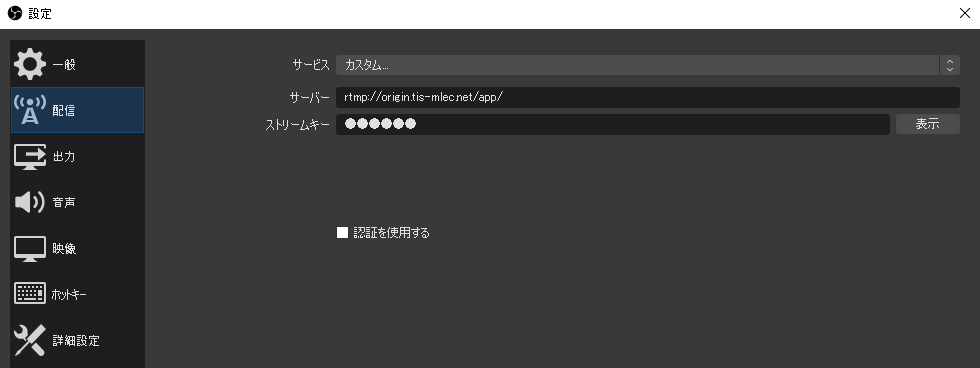 設定
一般
配信
出力
音声
映像
ホットキー
詳細設定
サービス カスタム...
サーバー rtmp://origin.tis-mlec.net/app/
ストリームキー ●●●●●● 表示
認証を使用する